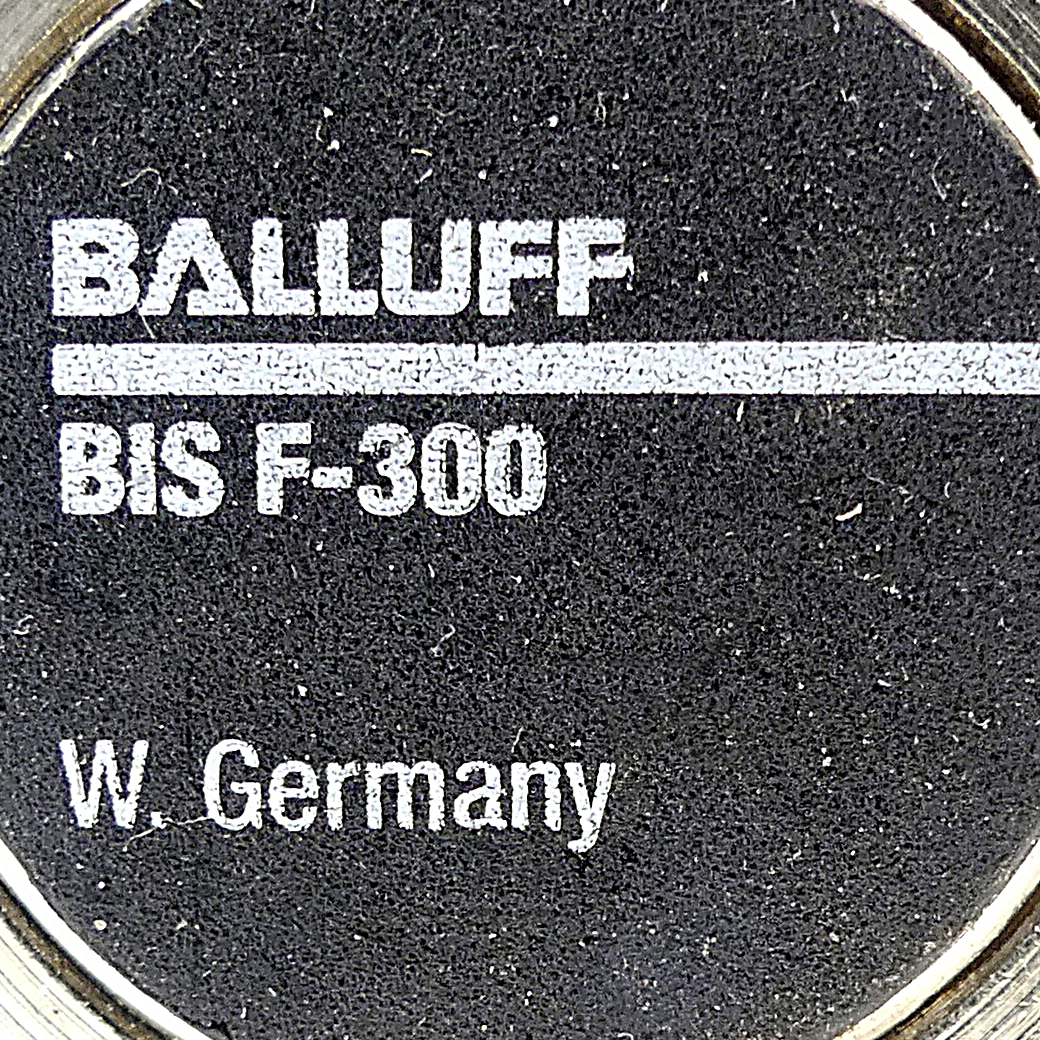 BALLUFF
BIS F-300
W. Germany